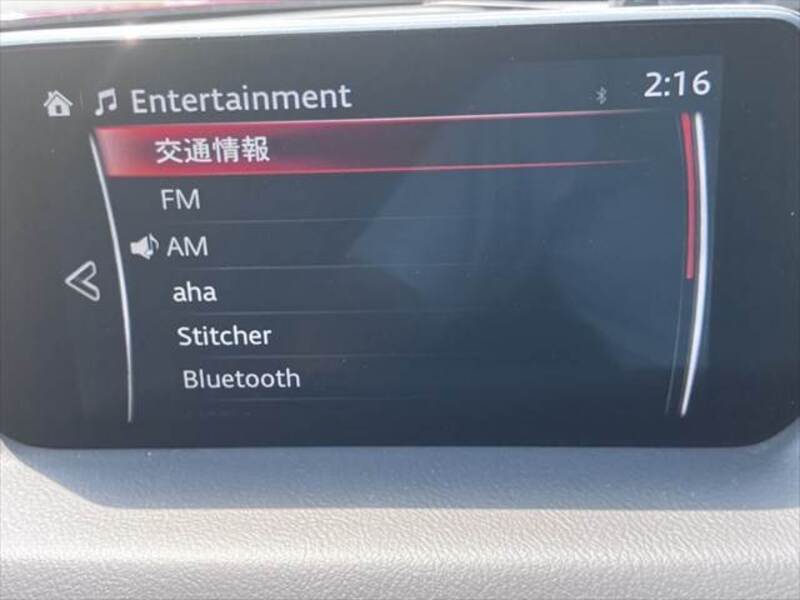 Entertainment
2:16
交通情報
FM
AM
aha
Stitcher
Bluetooth